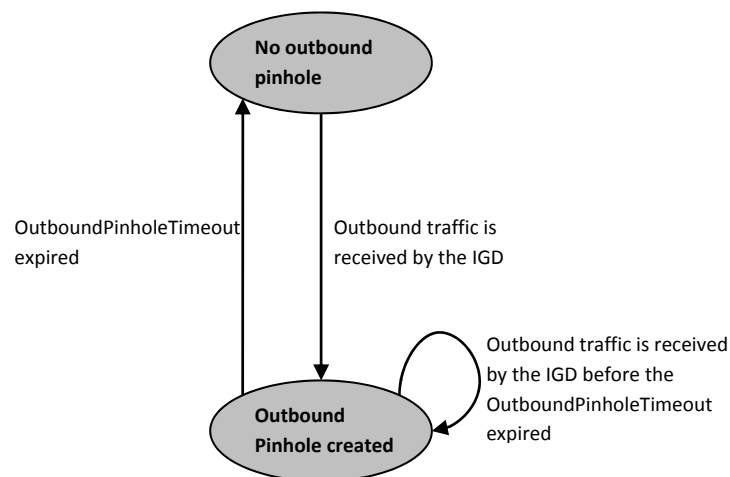 No outbound
pinhole
OutboundPinholeTimeout
expired
Outbound traffic is
received by the IGD
Outbound traffic is received
by the IGD before the
OutboundPinholeTimeout
expired
Outbound
Pinhole created